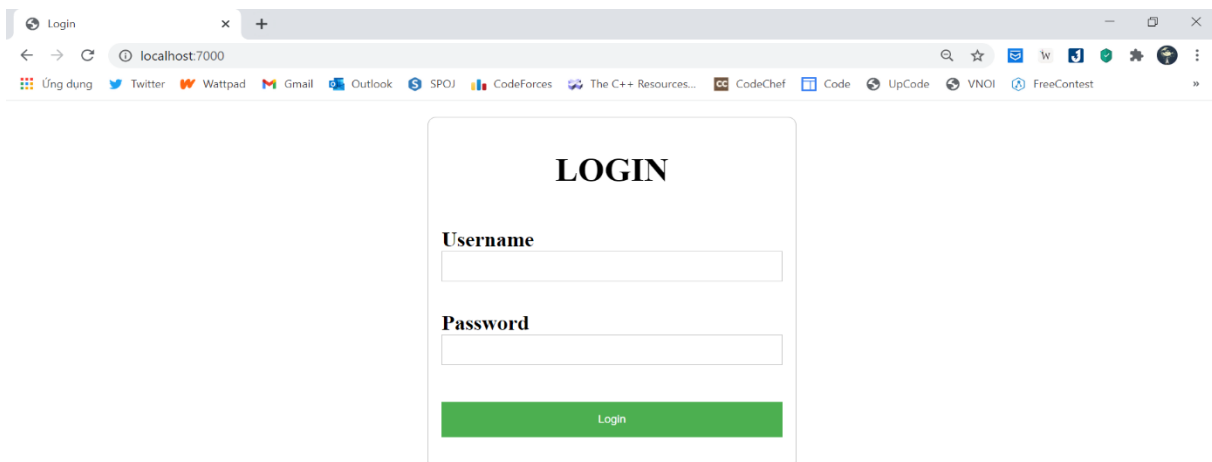 Login
localhost:7000
Ứng dụng Twitter Wattpad Gmail Outlook SPOJ CodeForces The C++ Resources... CodeChef Code UpCode VNOI FreeContest »
LOGIN
Username
Password
Login